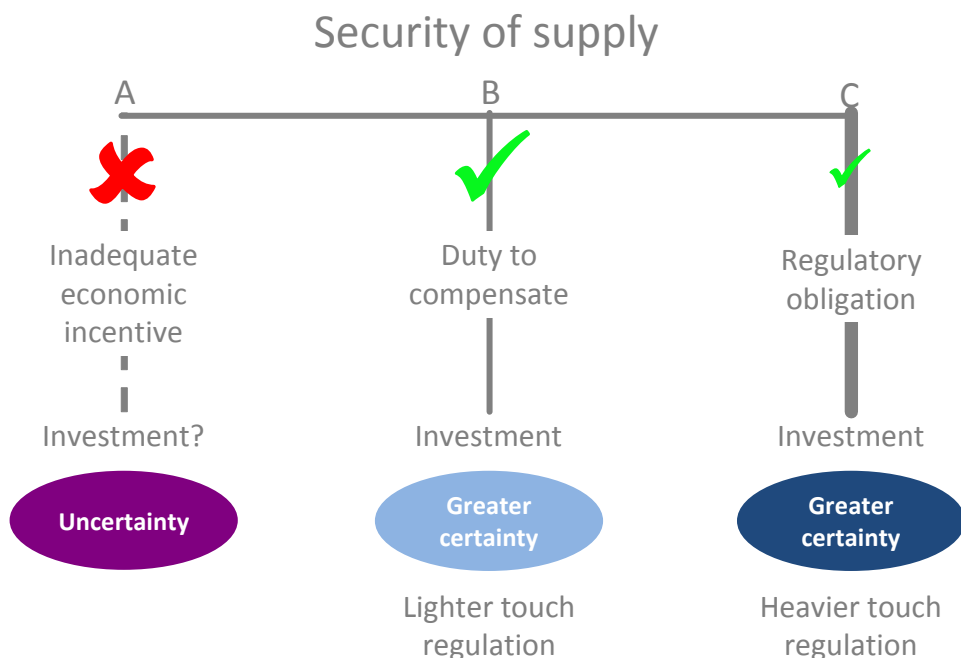 Security of supply
A
B
C
Inadequate
economic
incentive
Duty to
compensate
Regulatory
obligation
Investment?
Investment
Investment
Uncertainty
Greater
certainty
Greater
certainty
Lighter touch
regulation
Heavier touch
regulation